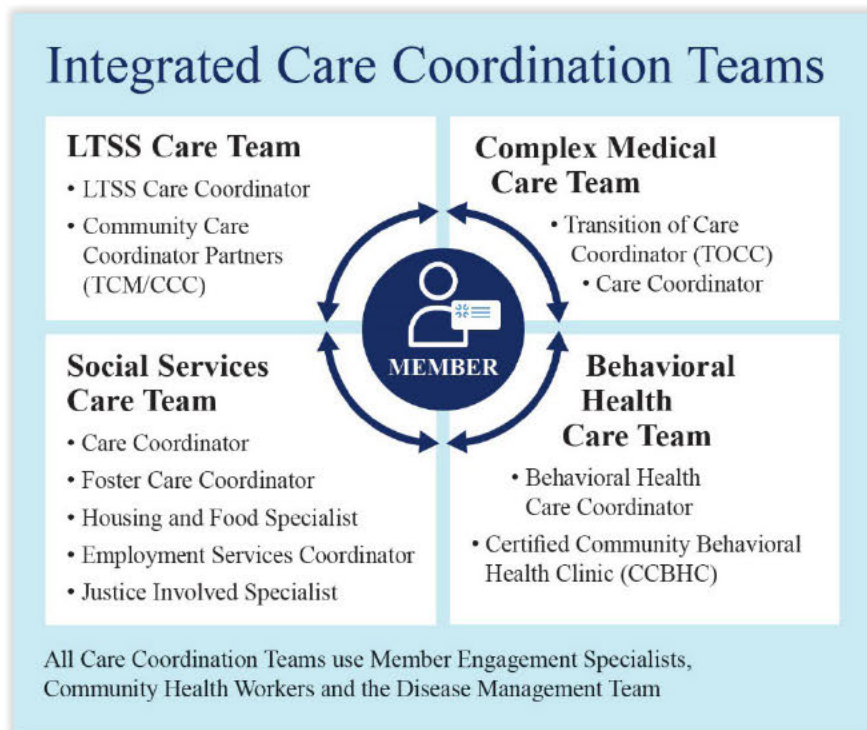 Integrated Care Coordination Teams
LTSS Care Team
• LTSS Care Coordinator
• Community Care
Coordinator Partners
(TCM/CCC)
Complex Medical
Care Team
• Transition of Care
Coordinator (TOCC)
• Care Coordinator
MEMBER
Social Services
Care Team
• Care Coordinator
• Foster Care Coordinator
• Housing and Food Specialist
• Employment Services Coordinator
• Justice Involved Specialist
Behavioral
Health
Care Team
• Behavioral Health
Care Coordinator
• Certified Community Behavioral
Health Clinic (CCBHC)
All Care Coordination Teams use Member Engagement Specialists,
Community Health Workers and the Disease Management Team